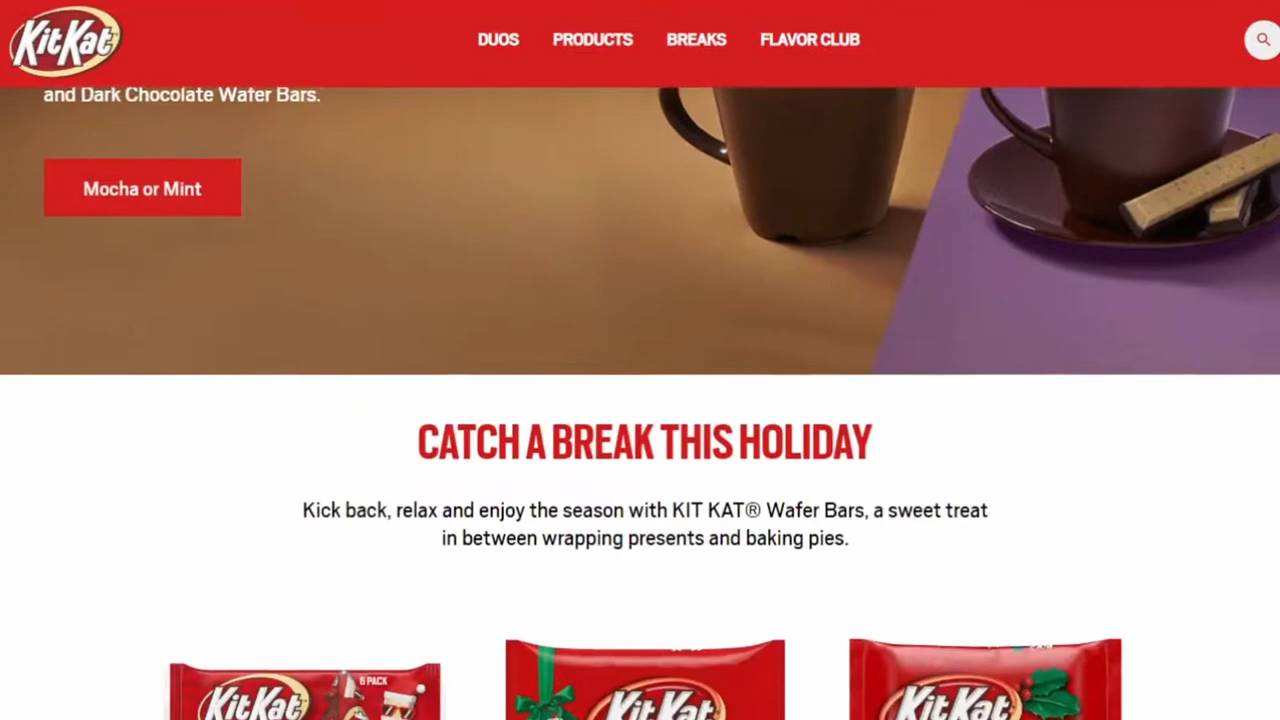 KitKat
DUOS PRODUCTS BREAKS FLAVOR CLUB
and Dark Chocolate Wafer Bars.
Mocha or Mint
CATCH A BREAK THIS HOLIDAY
Kick back, relax and enjoy the season with KIT KAT® Wafer Bars, a sweet treat
in between wrapping presents and baking pies.
6 PACK
KitKat
KitKat
KitKat